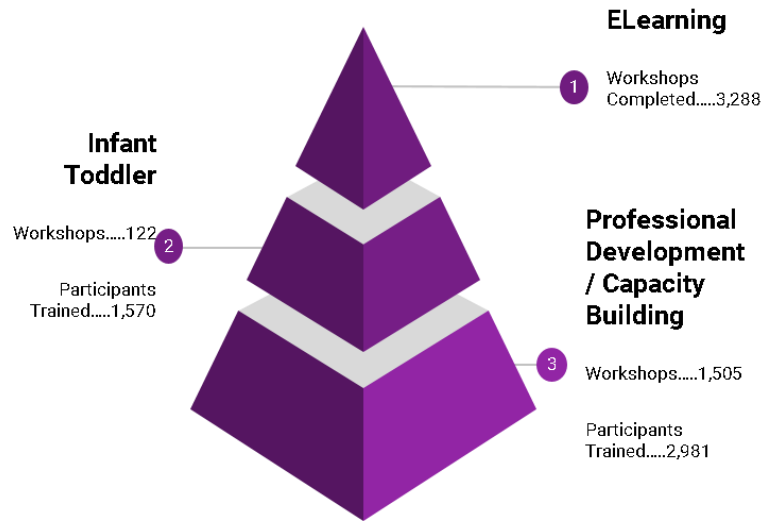 ELearning
1
Workshops
Completed.....3,288
Infant
Toddler
Workshops.....122
2
Participants
Trained.....1,570
Professional
Development
/ Capacity
Building
3
Workshops.....1,505
Participants
Trained.....2,981